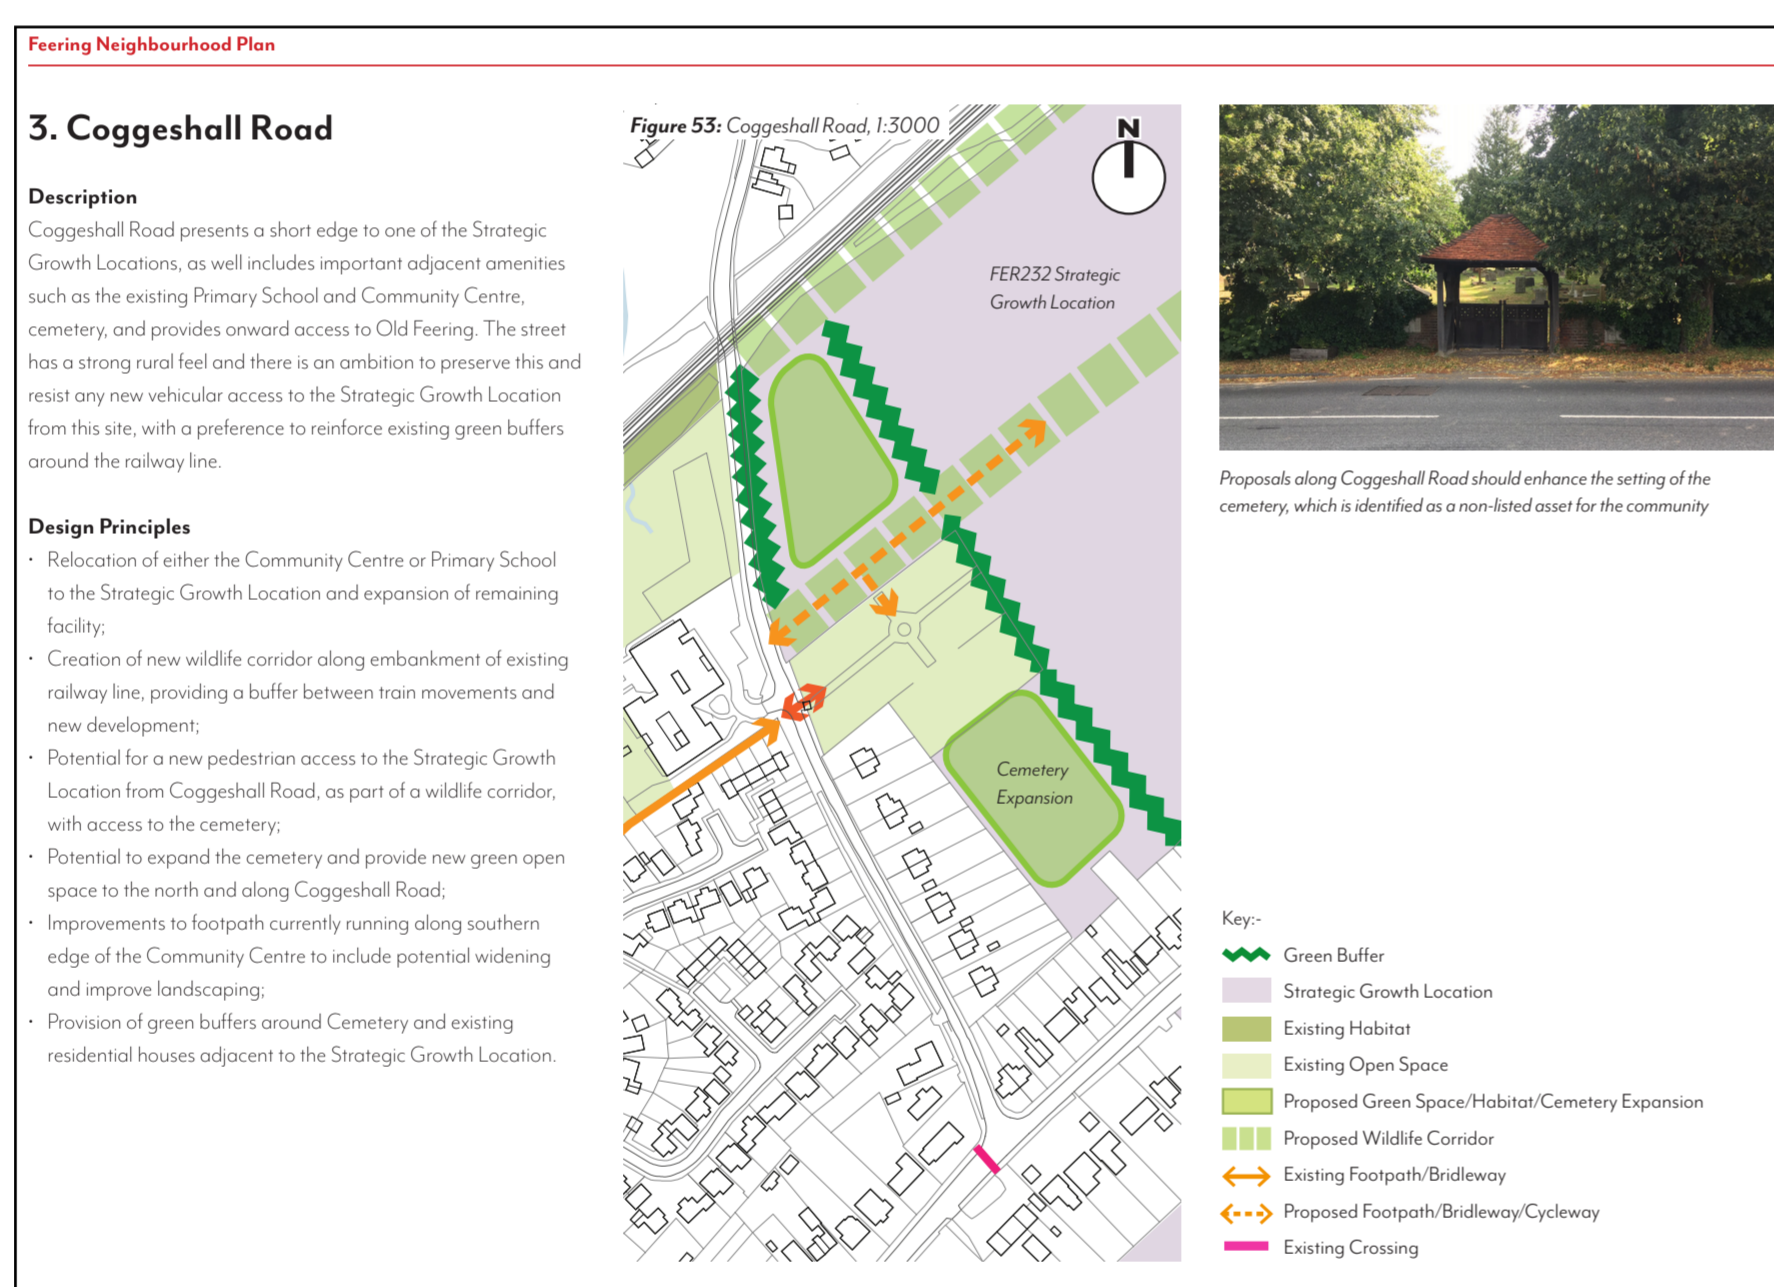 Feering Neighbourhood Plan
3. Coggeshall Road
Description
Coggeshall Road presents a short edge to one of the Strategic
Growth Locations, as well includes important adjacent amenities
such as the existing Primary School and Community Centre,
cemetery, and provides onward access to Old Feering. The street
has a strong rural feel and there is an ambition to preserve this and
resist any new vehicular access to the Strategic Growth Location
from this site, with a preference to reinforce existing green buffers
around the railway line.
Design Principles
· Relocation of either the Community Centre or Primary School
to the Strategic Growth Location and expansion of remaining
facility;
· Creation of new wildlife corridor along embankment of existing
railway line, providing a buffer between train movements and
new development;
· Potential for a new pedestrian access to the Strategic Growth
Location from Coggeshall Road, as part of a wildlife corridor,
with access to the cemetery;
· Potential to expand the cemetery and provide new green open
space to the north and along Coggeshall Road;
· Improvements to footpath currently running along southern
edge of the Community Centre to include potential widening
and improve landscaping;
· Provision of green buffers around Cemetery and existing
residential houses adjacent to the Strategic Growth Location.
Figure 53: Coggeshall Road, 1:3000
N
FER232 Strategic
Growth Location
Cemetery
Expansion
Proposals along Coggeshall Road should enhance the setting of the
cemetery, which is identified as a non-listed asset for the community
Key:-
Green Buffer
Strategic Growth Location
Existing Habitat
Existing Open Space
Proposed Green Space/Habitat/Cemetery Expansion
Proposed Wildlife Corridor
Existing Footpath/Bridleway
Proposed Footpath/Bridleway/Cycleway
Existing Crossing